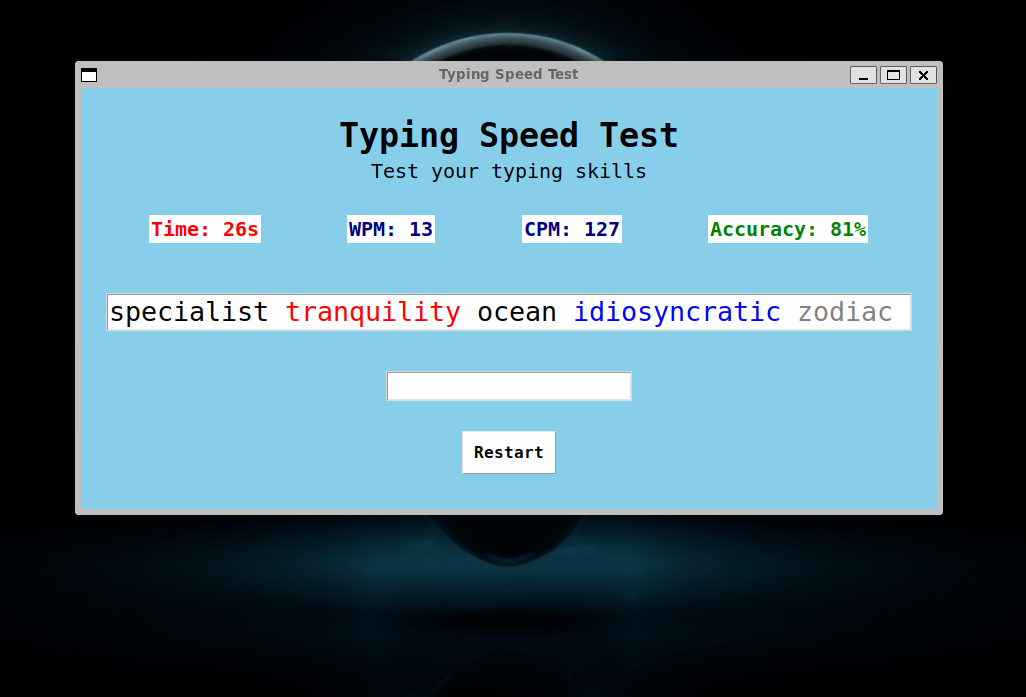 Typing Speed Test
Typing Speed Test
Test your typing skills
Time: 26s WPM: 13 CPM: 127 Accuracy: 81%
specialist tranquility ocean idiosyncratic zodiac
Restart